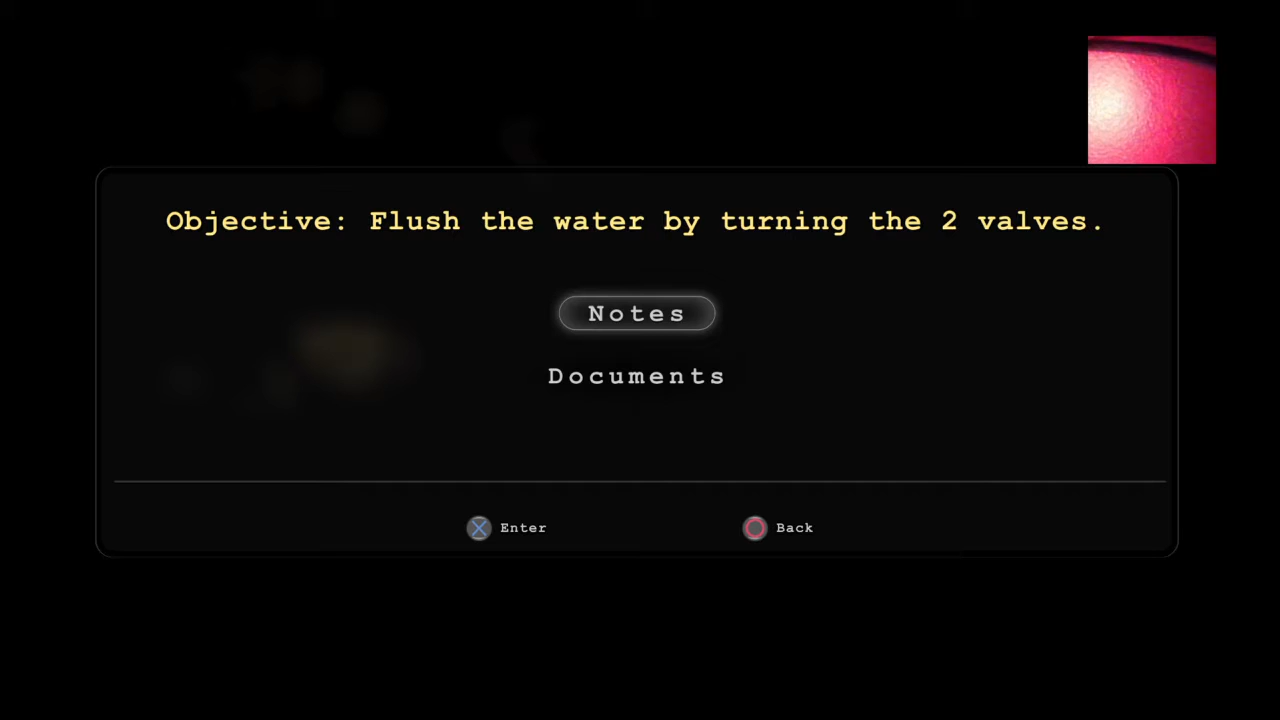 Objective: Flush the water by turning the 2 valves.
Notes
Documents
Enter
Back